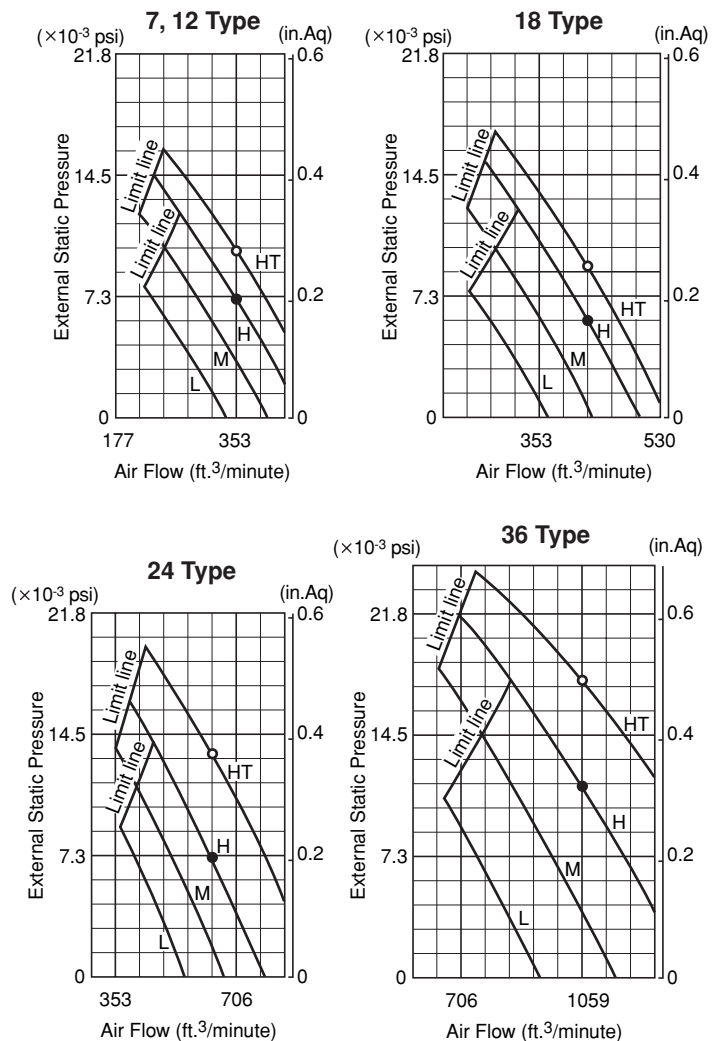 7, 12 Type
(×10-3 psi)
(in.Aq)
21.8
14.5
7.3
0
0.6
0.4
0.2
0
External Static Pressure
Limit line
Limit line
HT
H
M
L
177
353
Air Flow (ft.3/minute)
18 Type
(×10-3 psi)
(in.Aq)
21.8
14.5
7.3
0
0.6
0.4
0.2
0
External Static Pressure
Limit line
Limit line
HT
H
M
L
353
530
Air Flow (ft.3/minute)
24 Type
(×10-3 psi)
(in.Aq)
21.8
14.5
7.3
0
0.6
0.4
0.2
0
External Static Pressure
Limit line
Limit line
HT
H
M
L
353
706
Air Flow (ft.3/minute)
36 Type
(×10-3 psi)
(in.Aq)
21.8
14.5
7.3
0
0.6
0.4
0.2
0
External Static Pressure
Limit line
Limit line
HT
H
M
L
706
1059
Air Flow (ft.3/minute)